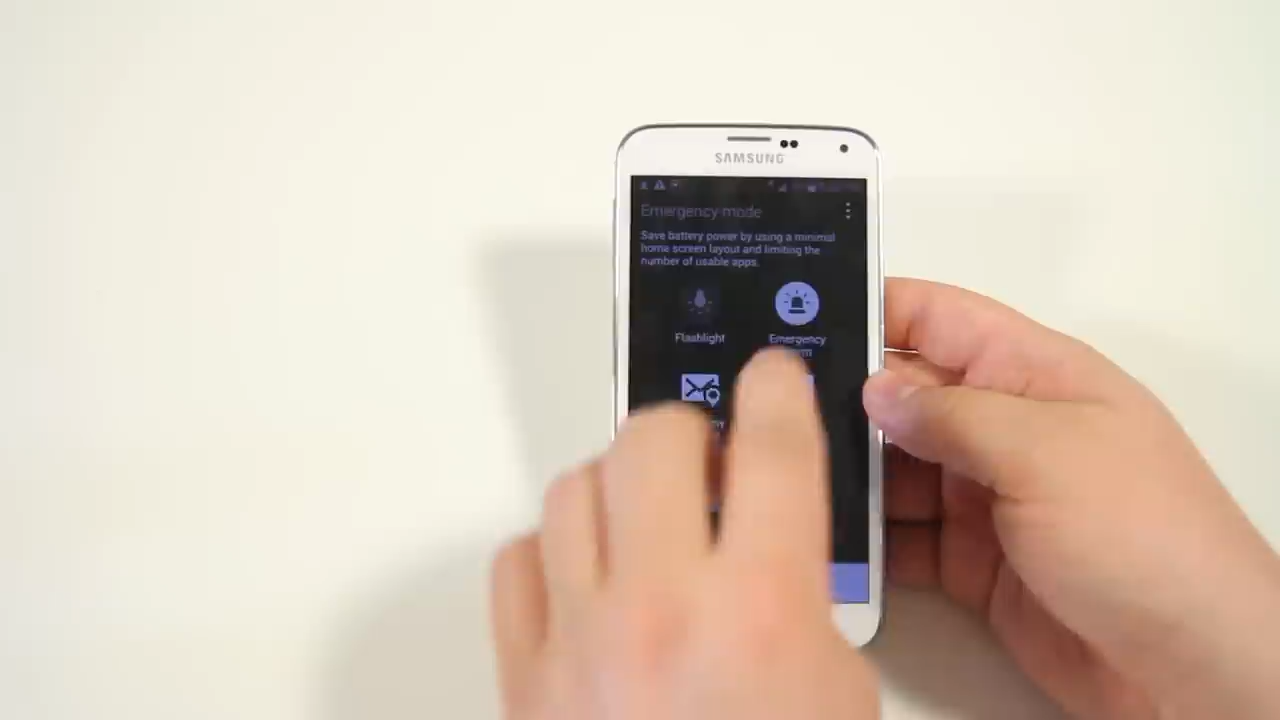 SAMSUNG
Emergency mode
Save battery power by using a minimal
home screen layout and limiting the
number of usable apps.
Flashlight
Emergency